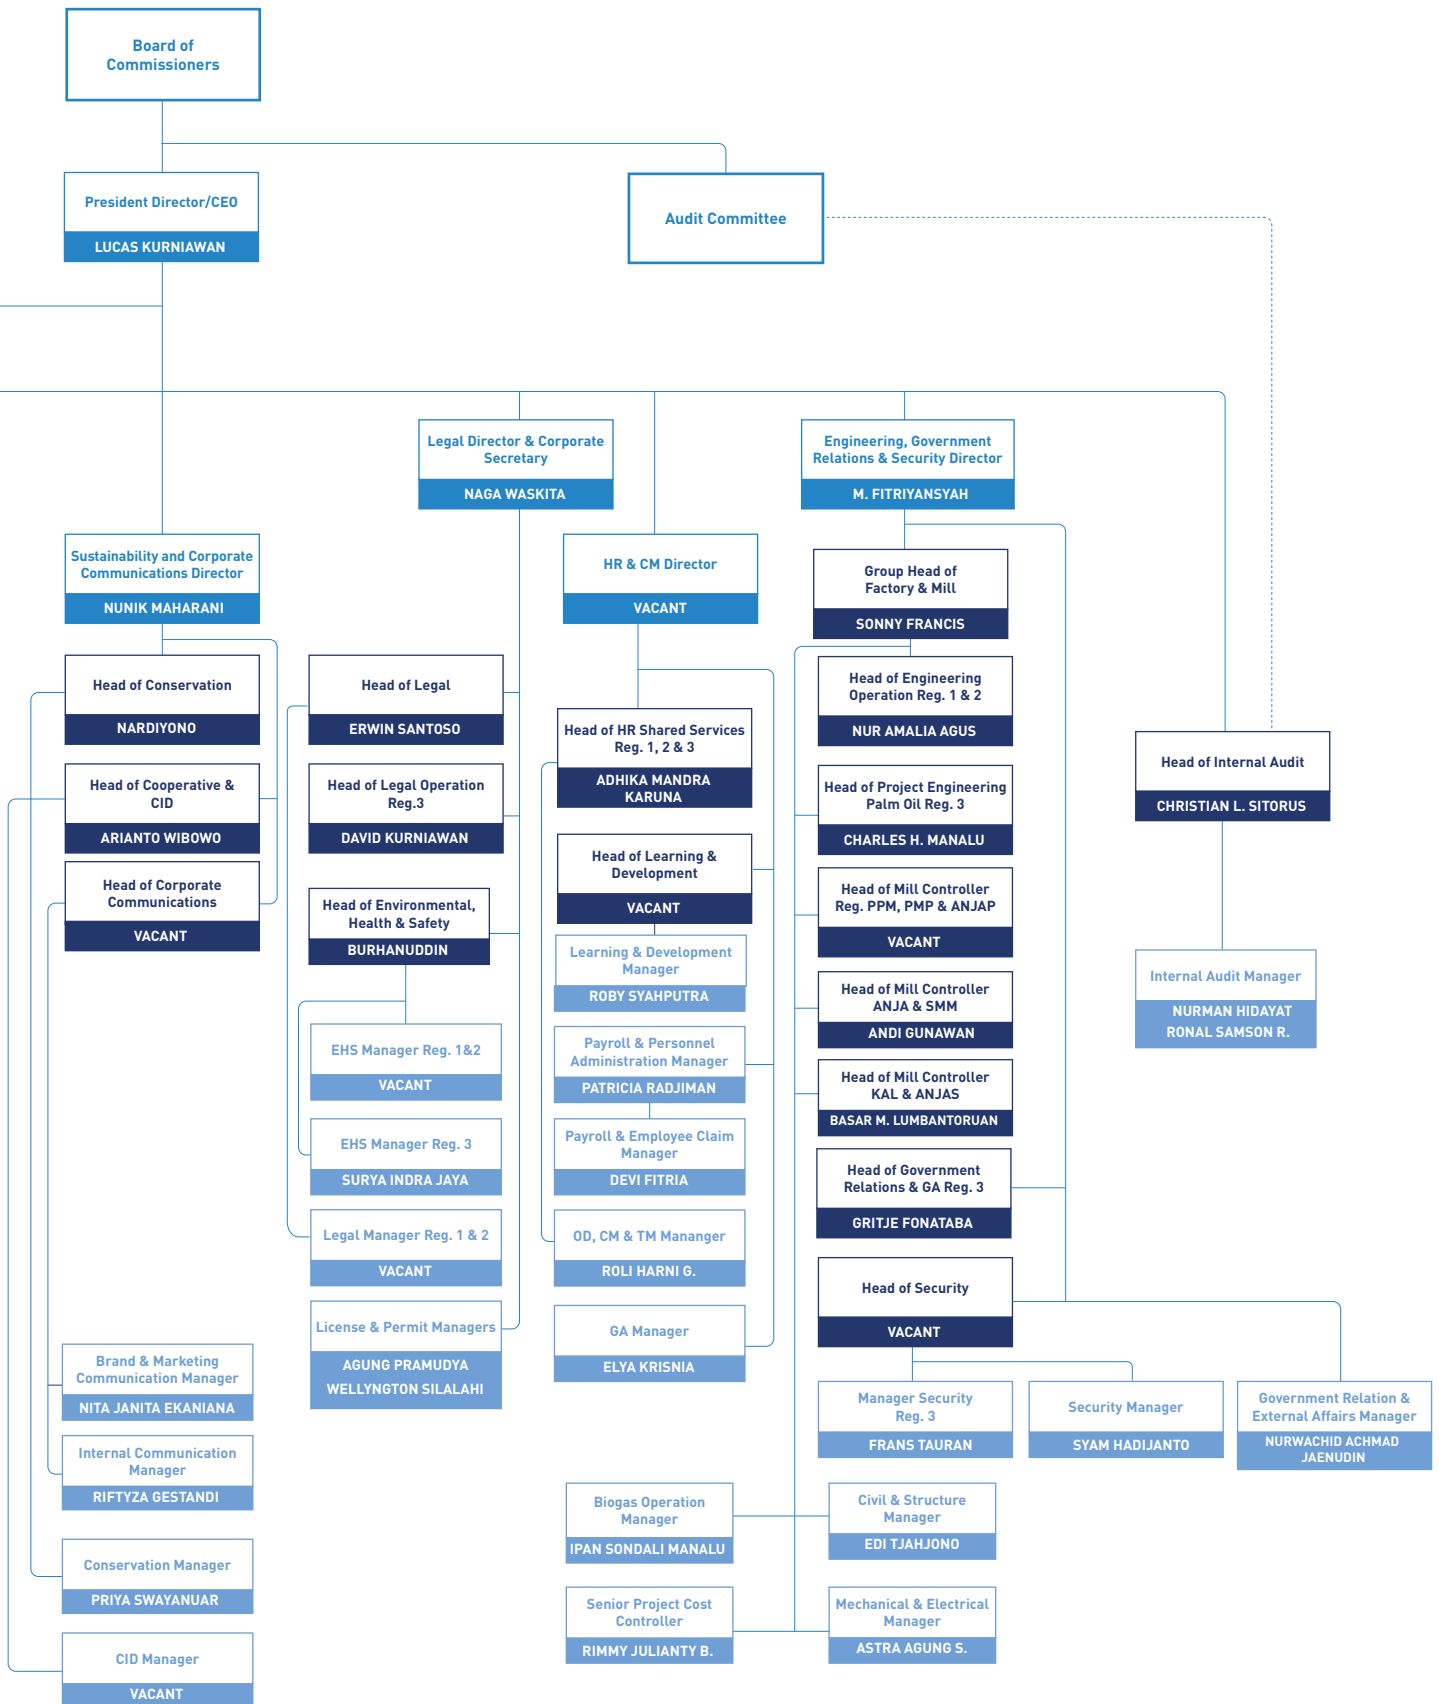 Board of
Commissioners
President Director/CEO
LUCAS KURNIAWAN
Audit Committee
Legal Director & Corporate
Secretary
NAGA WASKITA
Engineering, Government
Relations & Security Director
M. FITRIYANSYAH
Sustainability and Corporate
Communications Director
NUNIK MAHARANI
HR & CM Director
VACANT
Group Head of
Factory & Mill
SONNY FRANCIS
Head of Conservation
NARDIYONO
Head of Cooperative &
CID
ARIANTO WIBOWO
Head of Corporate
Communications
VACANT
Head of Legal
ERWIN SANTOSO
Head of Legal Operation
Reg.3
DAVID KURNIAWAN
Head of Environmental,
Health & Safety
BURHANUDDIN
EHS Manager Reg. 1&2
VACANT
EHS Manager Reg. 3
SURYA INDRA JAYA
Legal Manager Reg. 1 & 2
VACANT
License & Permit Managers
AGUNG PRAMUDYA
WELLYNGTON SILALAHI
Head of HR Shared Services
Reg. 1, 2 & 3
ADHIKA MANDRA
KARUNA
Head of Learning &
Development
VACANT
Learning & Development
Manager
ROBY SYAHPUTRA
Payroll & Personnel
Administration Manager
PATRICIA RADJIMAN
Payroll & Employee Claim
Manager
DEVI FITRIA
OD, CM & TM Mananger
ROLI HARNI G.
GA Manager
ELYA KRISNIA
Head of Engineering
Operation Reg. 1 & 2
NUR AMALIA AGUS
Head of Project Engineering
Palm Oil Reg. 3
CHARLES H. MANALU
Head of Mill Controller
Reg. PPM, PMP & ANJAP
VACANT
Head of Mill Controller
ANJA & SMM
ANDI GUNAWAN
Head of Mill Controller
KAL & ANJAS
BASAR M. LUMBANTORUAN
Head of Government
Relations & GA Reg. 3
GRITJE FONATABA
Head of Security
VACANT
Head of Internal Audit
CHRISTIAN L. SITORUS
Internal Audit Manager
NURMAN HIDAYAT
RONAL SAMSON R.
Brand & Marketing
Communication Manager
NITA JANITA EKANIANA
Internal Communication
Manager
RIFTYZA GESTANDI
Conservation Manager
PRIYA SWAYANUAR
CID Manager
VACANT
Manager Security
Reg. 3
FRANS TAURAN
Security Manager
SYAM HADIJANTO
Government Relation &
External Affairs Manager
NURWACHID ACHMAD
JAENUDIN
Biogas Operation
Manager
IPAN SONDALI MANALU
Civil & Structure
Manager
EDI TJAHJONO
Senior Project Cost
Controller
RIMMY JULIANTY B.
Mechanical & Electrical
Manager
ASTRA AGUNG S.